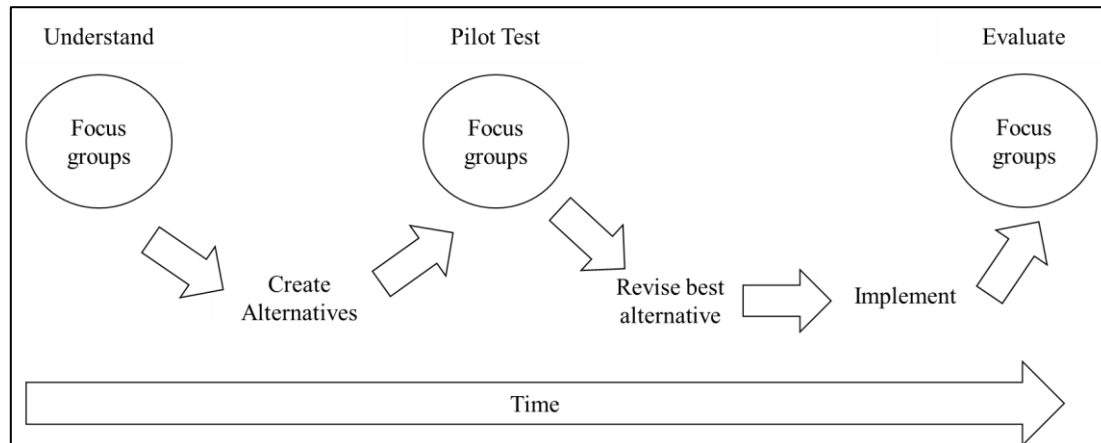 Understand
Pilot Test
Evaluate
Focus
groups
Focus
groups
Focus
groups
Create
Alternatives
Revise best
alternative
Implement
Time